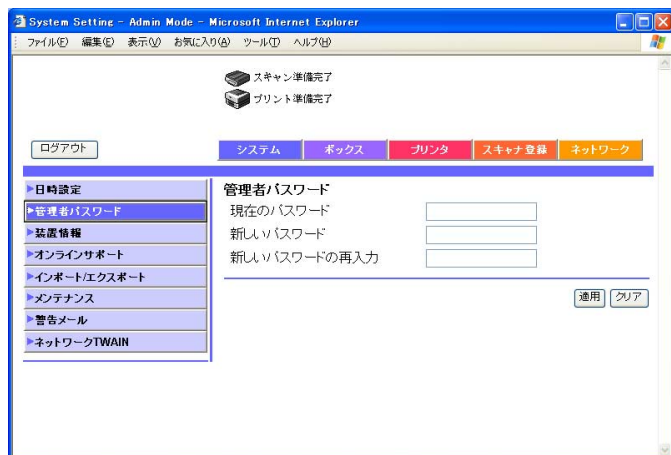 System Setting - Admin Mode - Microsoft Internet Explorer
ファイル(F) 編集(E) 表示(V) お気に入り(A) ツール(T) ヘルプ(H)
スキャン準備完了
プリント準備完了
ログアウト
システム ボックス プリンタ スキャナ登録 ネットワーク
日時設定
管理者パスワード
装置情報
オンラインサポート
インポート/エクスポート
メンテナンス
警告メール
ネットワークTWAIN
管理者パスワード
現在のパスワード
新しいパスワード
新しいパスワードの再入力
適用 クリア